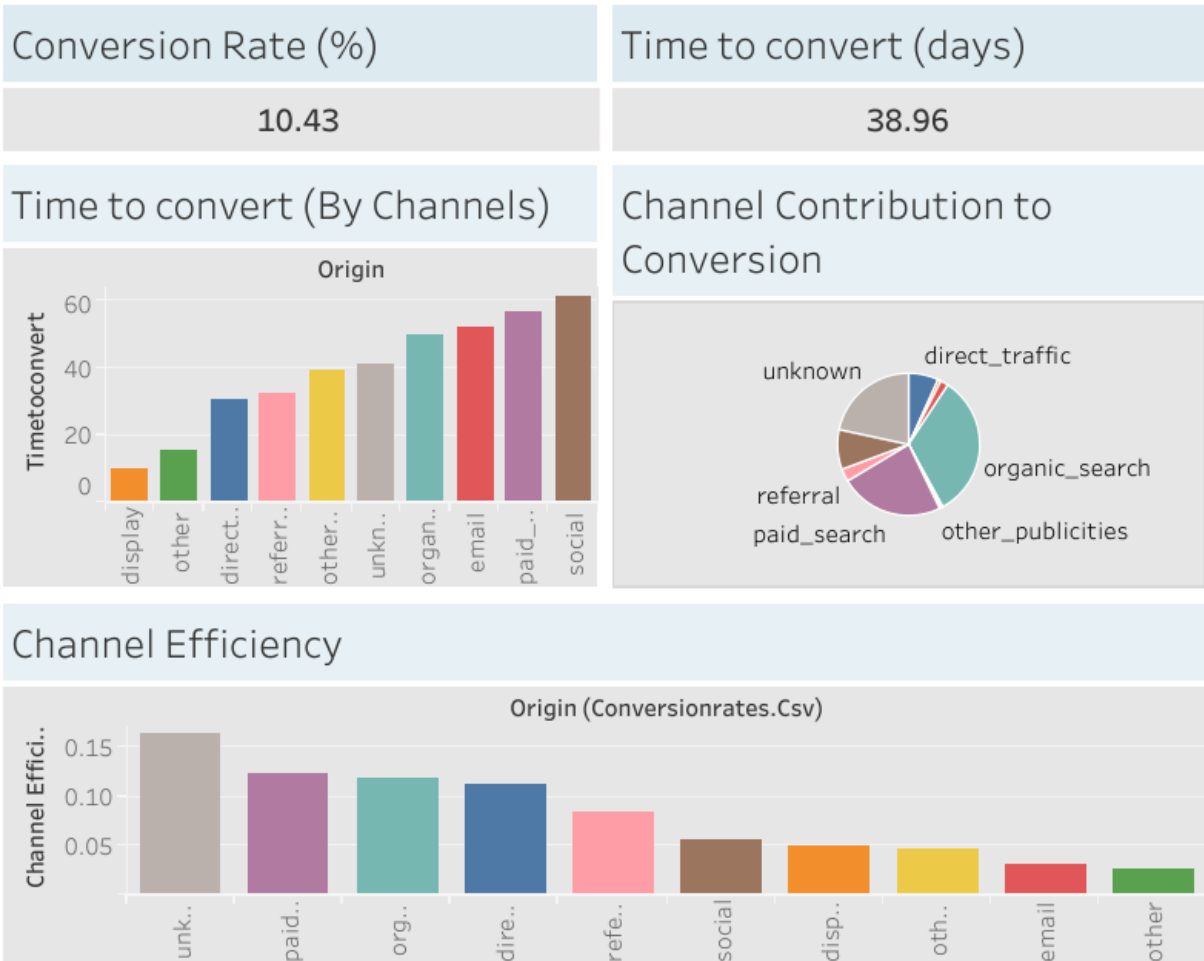 Conversion Rate (%)
Time to convert (days)
10.43
38.96
Time to convert (By Channels)
Channel Contribution to
Conversion
Origin
Timetoconvert
60
40
20
0
display
other
direct..
referr..
other..
unkn..
organ..
email
paid_..
social
unknown
direct_traffic
organic_search
referral
paid_search
other_publicities
Channel Efficiency
Origin (Conversionrates.Csv)
Channel Effici..
0.15
0.10
0.05
unk..
paid..
org..
dire..
refe..
social
disp..
oth..
email
other